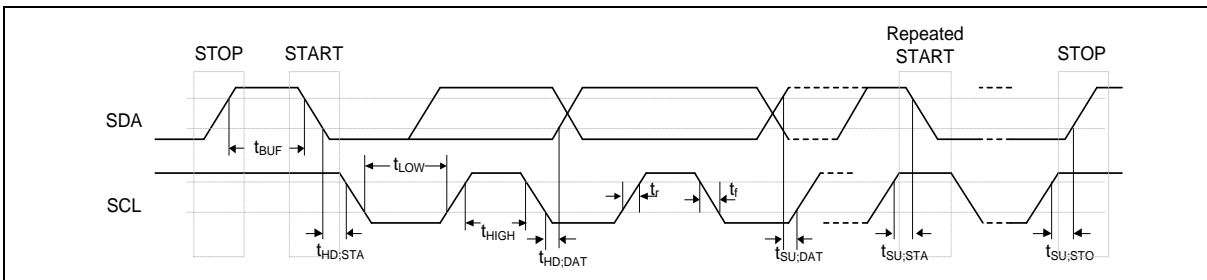 STOP
START
Repeated
START
STOP
SDA
tBUF
tLOW
tr
tf
SCL
tHIGH
tHD;STA
tHD;DAT
tSU;DAT
tSU;STA
tSU;STO